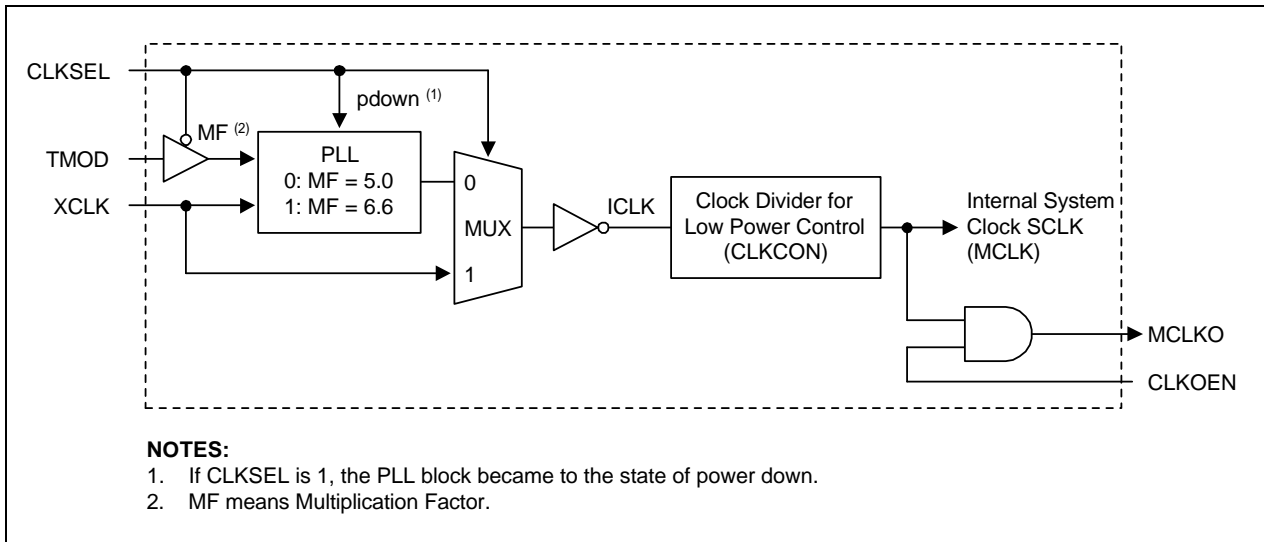 CLKSEL
pdown (1)
MF (2)
TMOD
PLL
0: MF = 5.0
1: MF = 6.6
XCLK
0
MUX
1
ICLK
Clock Divider for
Low Power Control
(CLKCON)
Internal System
Clock SCLK
(MCLK)
MCLKO
CLKOEN
NOTES:
1. If CLKSEL is 1, the PLL block became to the state of power down.
2. MF means Multiplication Factor.